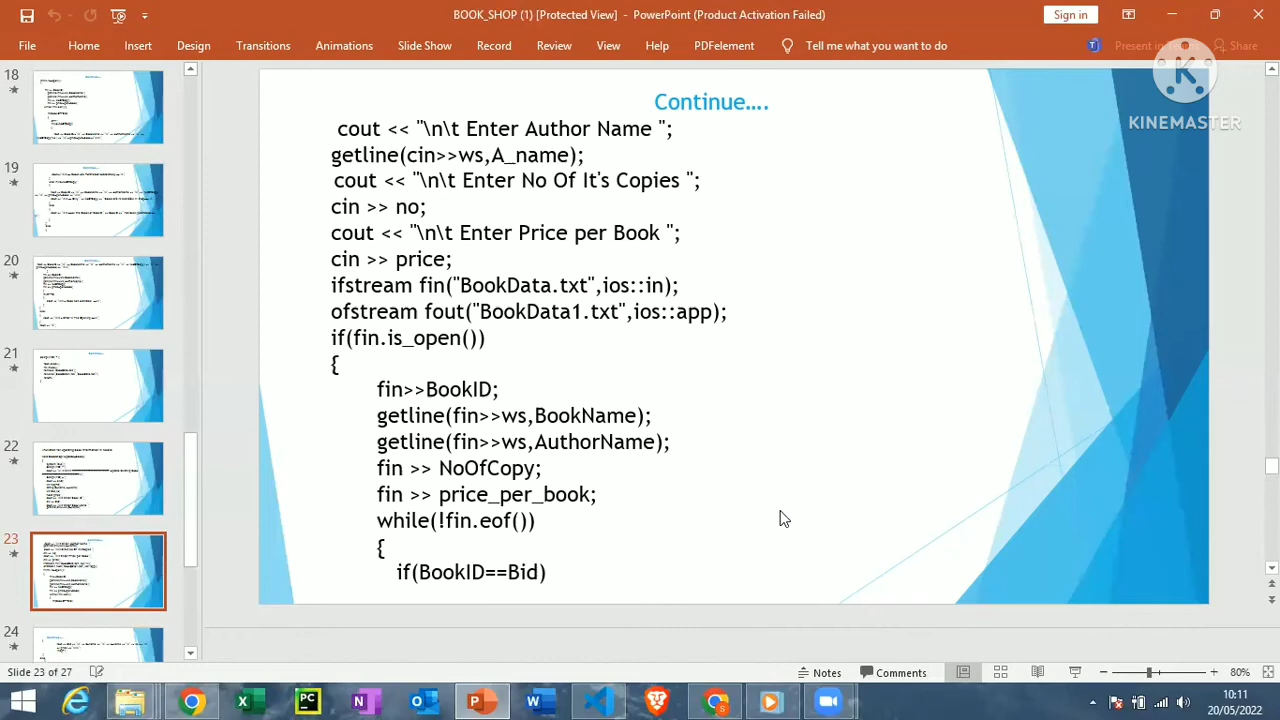 BOOK_SHOP (1) [Protected View] - PowerPoint (Product Activation Failed)
Sign in
File Home Insert Design Transitions Animations Slide Show Record Review View Help PDFelement Tell me what you want to do Present in Teams Share
KINEMASTER
18
19
20
21
22
23
24
Continue....
cout << "\n\t Enter Author Name ";
getline(cin>>ws,A_name);
cout << "\n\t Enter No Of It's Copies ";
cin >> no;
cout << "\n\t Enter Price per Book ";
cin >> price;
ifstream fin("BookData.txt",ios::in);
ofstream fout("BookData1.txt",ios::app);
if(fin.is_open())
{
fin>>BookID;
getline(fin>>ws,BookName);
getline(fin>>ws,AuthorName);
fin >> NoOfCopy;
fin >> price_per_book;
while(!fin.eof())
{
if(BookID==Bid)
Slide 23 of 27
Notes Comments 80%
10:11
20/05/2022